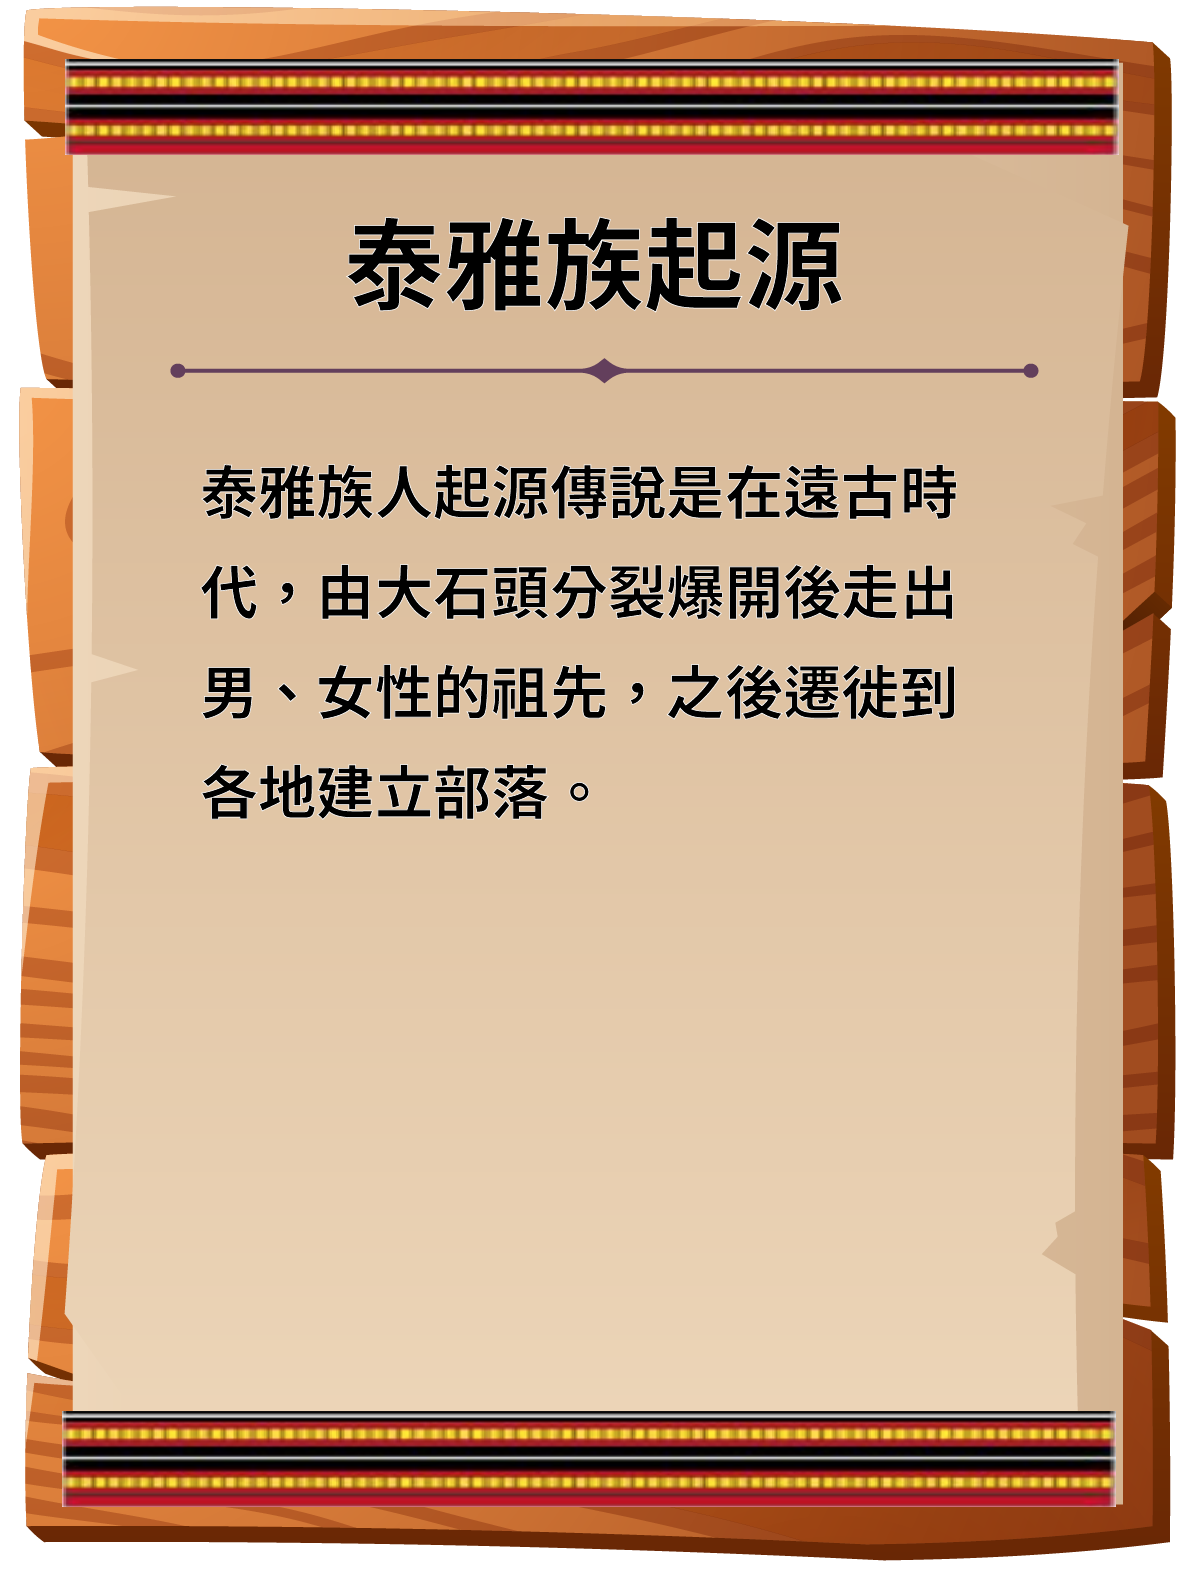 泰雅族起源
泰雅族人起源傳說是在遠古時
代，由大石頭分裂爆開後走出
男、女性的祖先，之後遷徙到
各地建立部落。